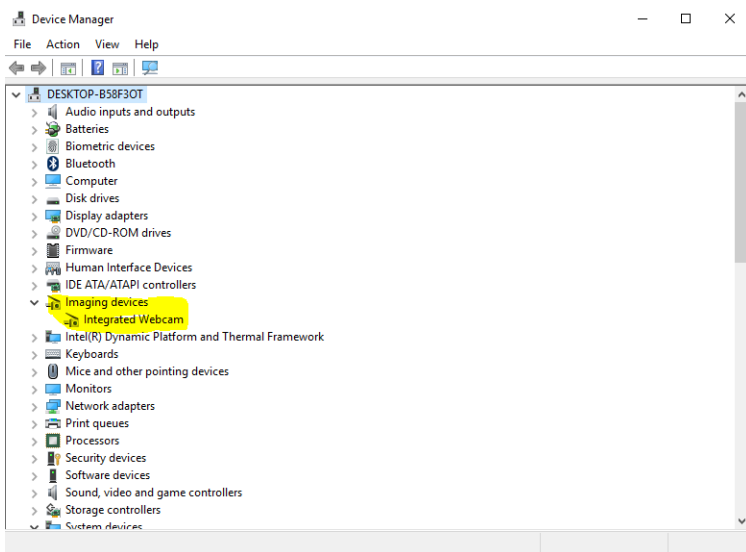 Device Manager
File Action View Help
DESKTOP-B58F3OT
Audio inputs and outputs
Batteries
Biometric devices
Bluetooth
Computer
Disk drives
Display adapters
DVD/CD-ROM drives
Firmware
Human Interface Devices
IDE ATA/ATAPI controllers
Imaging devices
Integrated Webcam
Intel(R) Dynamic Platform and Thermal Framework
Keyboards
Mice and other pointing devices
Monitors
Network adapters
Print queues
Processors
Security devices
Software devices
Sound, video and game controllers
Storage controllers
System devices